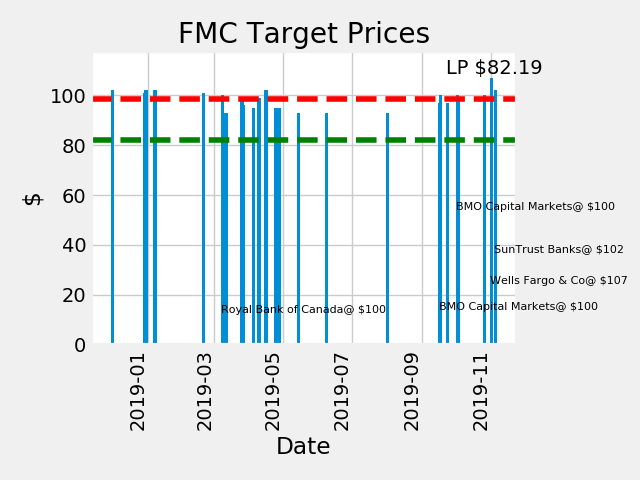 FMC Target Prices
LP $82.19
100
80
60
40
20
0
$
BMO Capital Markets@ $100
SunTrust Banks@ $102
Wells Fargo & Co@ $107
BMO Capital Markets@ $100
Royal Bank of Canada@ $100
2019-01
2019-03
2019-05
2019-07
2019-09
2019-11
Date